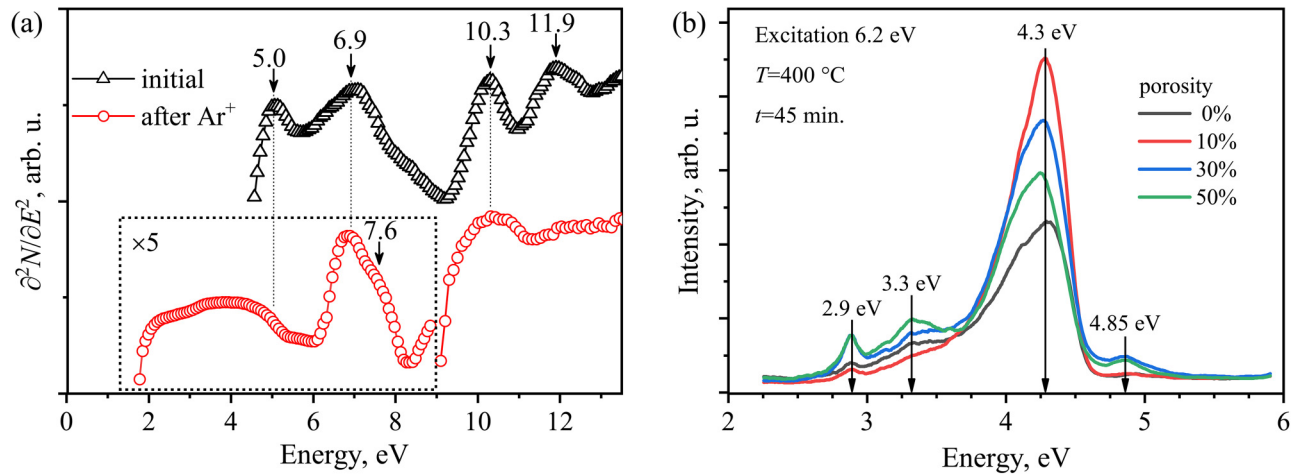 (a)
5.0
6.9
10.3
11.9
initial
after Ar⁺
×5
7.6
∂²N/∂E², arb. u.
0 2 4 6 8 10 12
Energy, eV
(b)
Excitation 6.2 eV
T=400 °C
t=45 min.
4.3 eV
porosity
0%
10%
30%
50%
2.9 eV
3.3 eV
4.85 eV
Intensity, arb. u.
2 3 4 5 6
Energy, eV